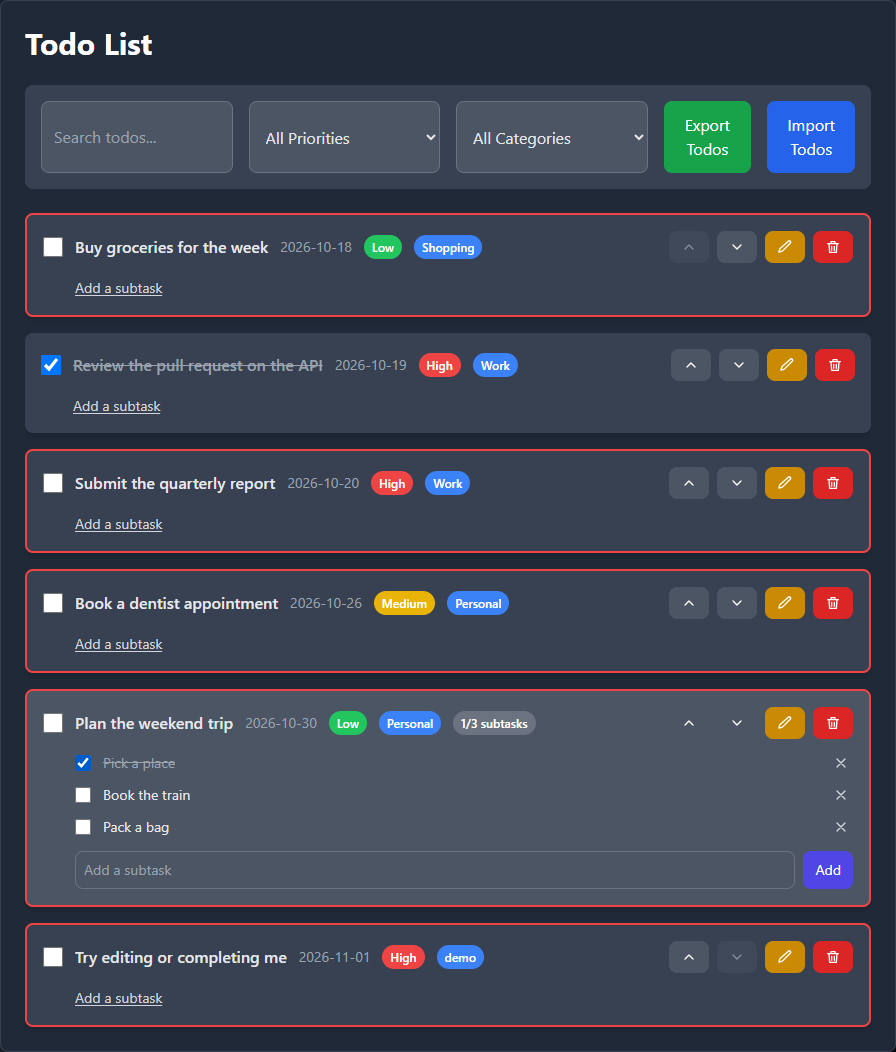 Todo List
Search todos...
All Priorities
All Categories
Export
Todos
Import
Todos
Buy groceries for the week 2026-10-18 Low Shopping
Add a subtask
Review the pull request on the API 2026-10-19 High Work
Add a subtask
Submit the quarterly report 2026-10-20 High Work
Add a subtask
Book a dentist appointment 2026-10-26 Medium Personal
Add a subtask
Plan the weekend trip 2026-10-30 Low Personal 1/3 subtasks
Pick a place
Book the train
Pack a bag
Add a subtask Add
Try editing or completing me 2026-11-01 High demo
Add a subtask